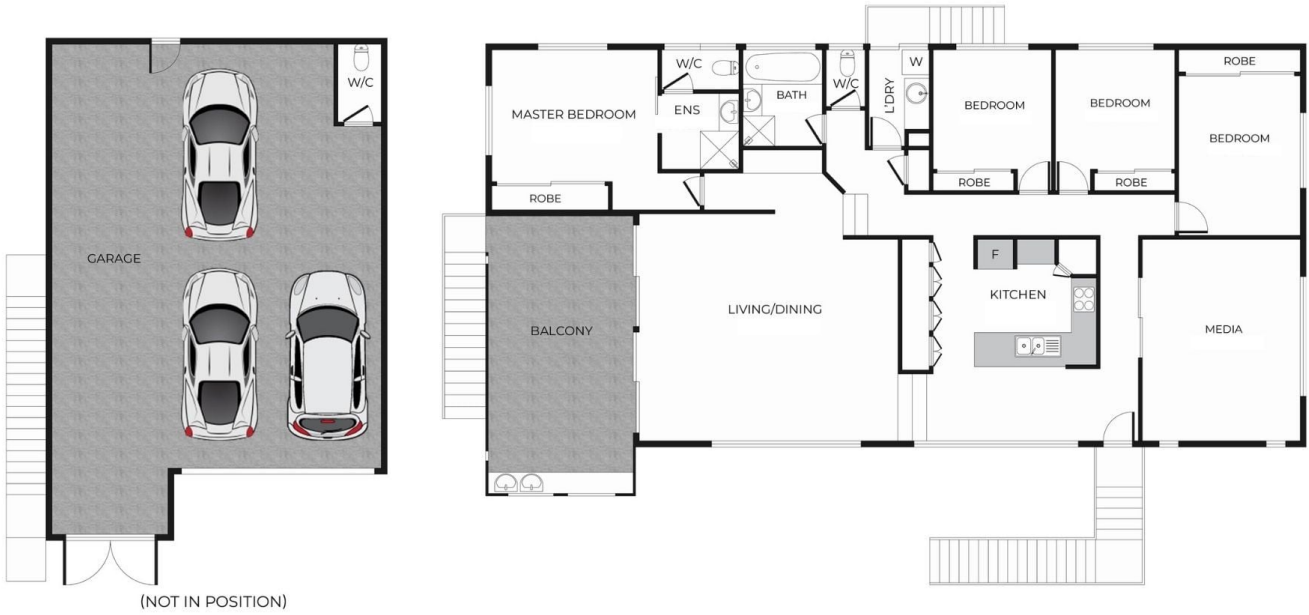 W/C
GARAGE
(NOT IN POSITION)
W/C
ENS
MASTER BEDROOM
ROBE
BATH
W/C
L'DRY
W
BEDROOM
ROBE
BEDROOM
ROBE
ROBE
BEDROOM
BALCONY
LIVING/DINING
F
KITCHEN
MEDIA